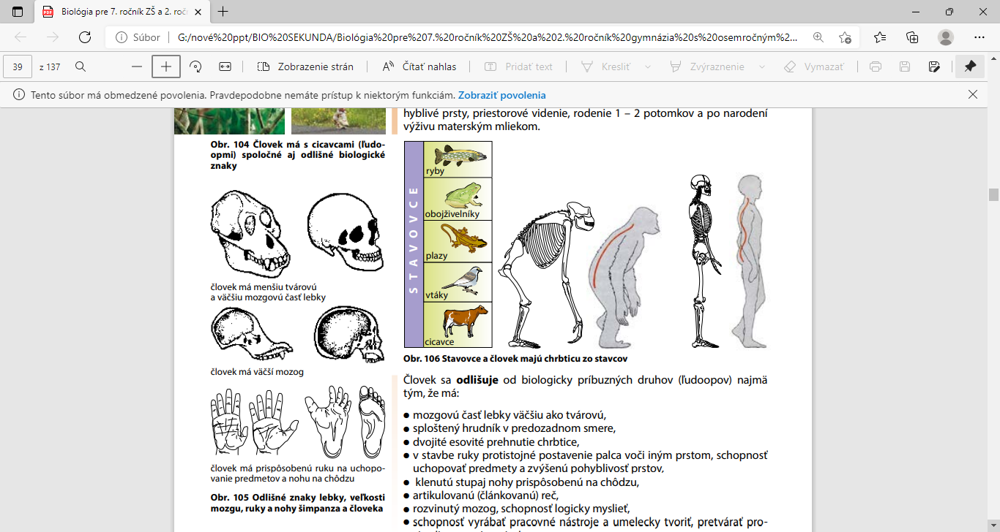 Biológia pre 7. ročník ZŠ a 2. roč
Súbor
G:/nové%20ppt/BIO%20SEKUNDA/Biológia%20pre%207.%20ročník%20ZŠ%20a%202.%20ročník%20gymnázia%20s%20osemročným%2...
39
z 137
Zobrazenie strán
Čítať nahlas
Pridať text
Kresliť
Zvýraznenie
Vymazať
Tento súbor má obmedzené povolenia. Pravdepodobne nemáte prístup k niektorým funkciám. Zobraziť povolenia
Obr. 104 Človek má s cicavcami (ľudo-
opmi) spoločné aj odlišné biologické
znaky
človek má menšiu tvárovú
a väčšiu mozgovú časť lebky
človek má väčší mozog
človek má prispôsobenú ruku na uchopo-
vanie predmetov a nohu na chôdzu
Obr. 105 Odlišné znaky lebky, veľkosti
mozgu, ruky a nohy šimpanza a človeka
hyblivé prsty, priestorové videnie, rodenie 1 – 2 potomkov a po narodení
výživu materským mliekom.
STAVOVCE
ryby
obojživelníky
plazy
vtáky
cicavce
Obr. 106 Stavovce a človek majú chrbticu zo stavcov
Človek sa odlišuje od biologicky príbuzných druhov (ľudoopov) najmä
tým, že má:
● mozgovú časť lebky väčšiu ako tvárovú,
● sploštený hrudník v predozadnom smere,
● dvojité esovité prehnutie chrbtice,
● v stavbe ruky protistojné postavenie palca voči iným prstom, schopnosť
uchopovať predmety a zvýšenú pohyblivosť prstov,
● klenutú stupaj nohy prispôsobenú na chôdzu,
● artikulovanú (článkovanú) reč,
● rozvinutý mozog, schopnosť logicky myslieť,
● schopnosť vyrábať pracovné nástroje a umelecky tvoriť, pretvárať pro-